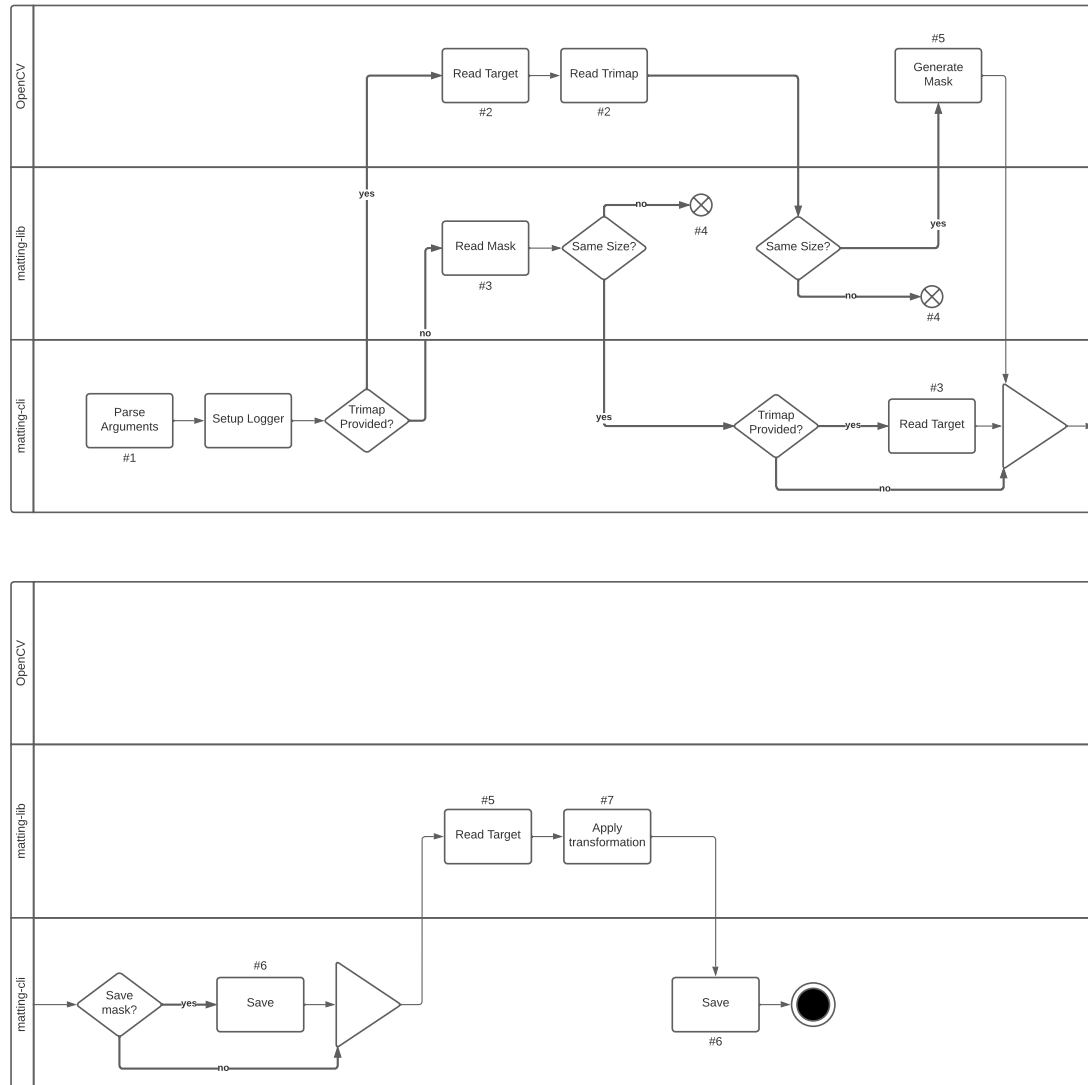 OpenCV
Read Target
#2
Read Trimap
#2
#5
Generate
Mask
matting-lib
yes
Read Mask
#3
Same Size?
no
#4
Same Size?
yes
no
#4
no
matting-cli
Parse
Arguments
#1
Setup Logger
Trimap
Provided?
yes
Trimap
Provided?
yes
#3
Read Target
no
OpenCV
matting-lib
#5
Read Target
#7
Apply
transformation
matting-cli
Save
mask?
yes
#6
Save
no
Save
#6